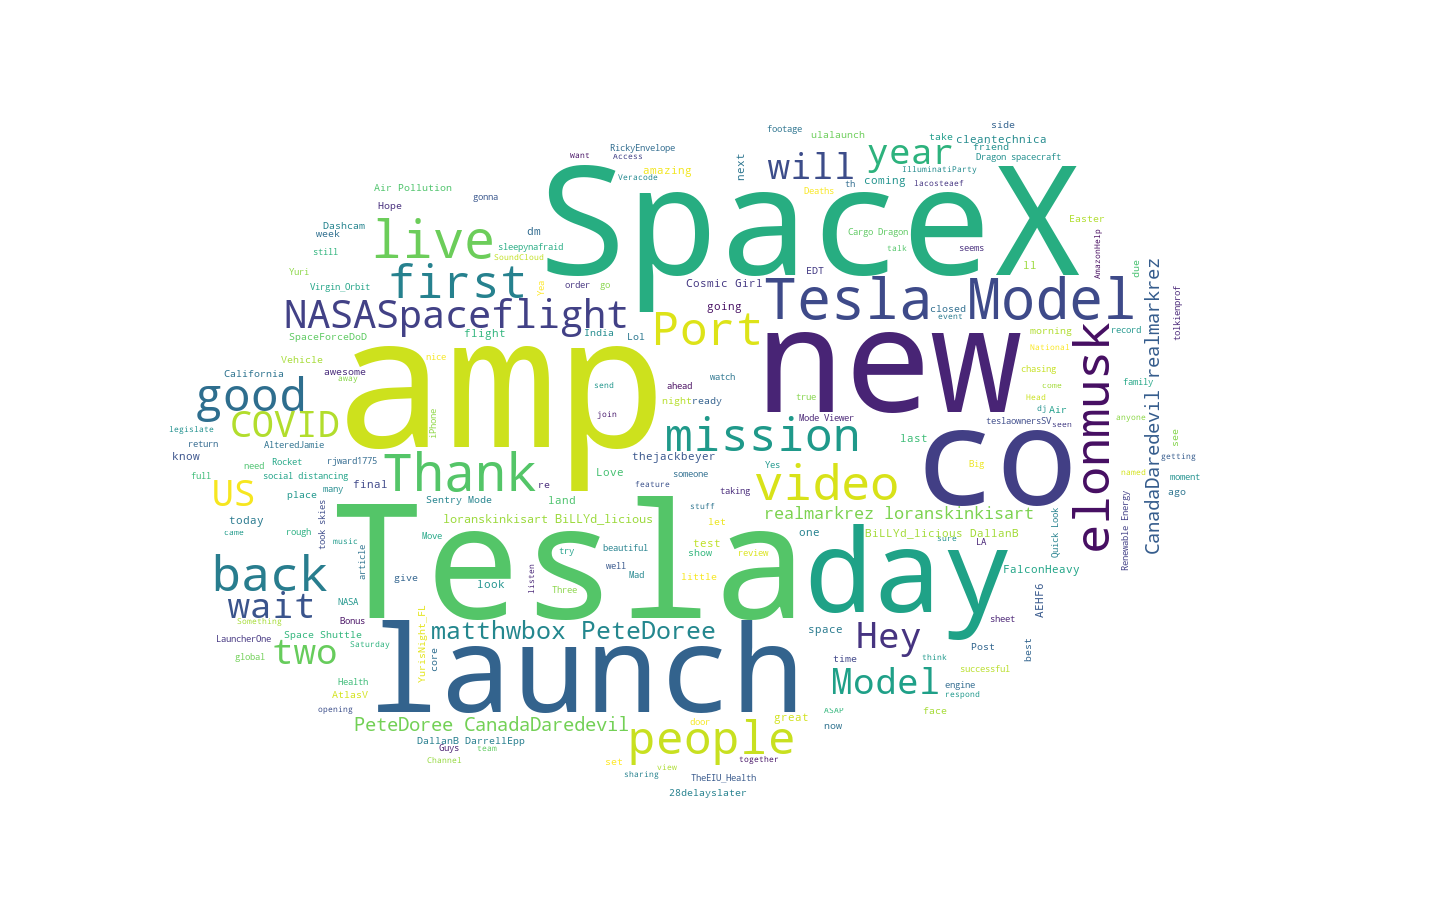 side
footage
ulalaunch
take
cleantechnica
RickyEnvelope
year
friend
want
Access
will
next
Dragon spacecraft
amazing
IlluminatiParty
Veracode
coming
th
lacosteaef
Air Pollution
Deaths
gonna
SpaceX
Hope
Easter
Dashcam
live
dm
Cargo Dragon
week
sleepynafraid
talk
seems
AmazonHelp
still
SoundCloud
ll
due
Yuri
first
EDT
Virgin_Orbit
Yea
order
go
Cosmic Girl
Tesla Model
CanadaDaredevil realmarkrez
tolkienprof
NASASpaceflight
going
closed
event
SpaceForceDoD
flight
India
Lol
Port
morning
record
National
Vehicle
nice
amp
new
elonmusk
California
awesome
away
send
ahead
watch
chasing
family
come
good
night
ready
true
Head
COVID
iPhone
join
Mode Viewer
dj
Air
teslaownersSV
seen
anyone
legislate
return
AlteredJamie
mission
last
see
know
rjward1775
thejackbeyer
co
getting
need
Rocket
Thank
Yes
Big
named
full
social distancing
Love
someone
moment
US
final
re
feature
taking
video
ago
place
many
Sentry Mode
land
stuff
Renewable Energy
today
took skies
Tesla
loranskinkisart BiLLYd_licious
let
realmarkrez loranskinkisart
Quick Look
came
rough
music
Move
test
one
BiLLYd_licious DallanB
sure
LA
article
try
beautiful
show
review
day
back
give
look
listen
well
Mad
little
FalconHeavy
wait
NASA
Three
AEHF6
Something
Bonus
YurisNight_FL
sheet
LauncherOne
Space Shuttle
matthwbox PeteDoree
space
Hey
Saturday
core
launch
Post
best
global
two
time
think
Health
successful
AtlasV
Model
engine
respond
opening
ASAP
face
PeteDoree CanadaDaredevil
door
great
now
DallanB DarrellEpp
people
Guys
team
Channel
set
together
view
sharing
TheEIU_Health
28delayslater